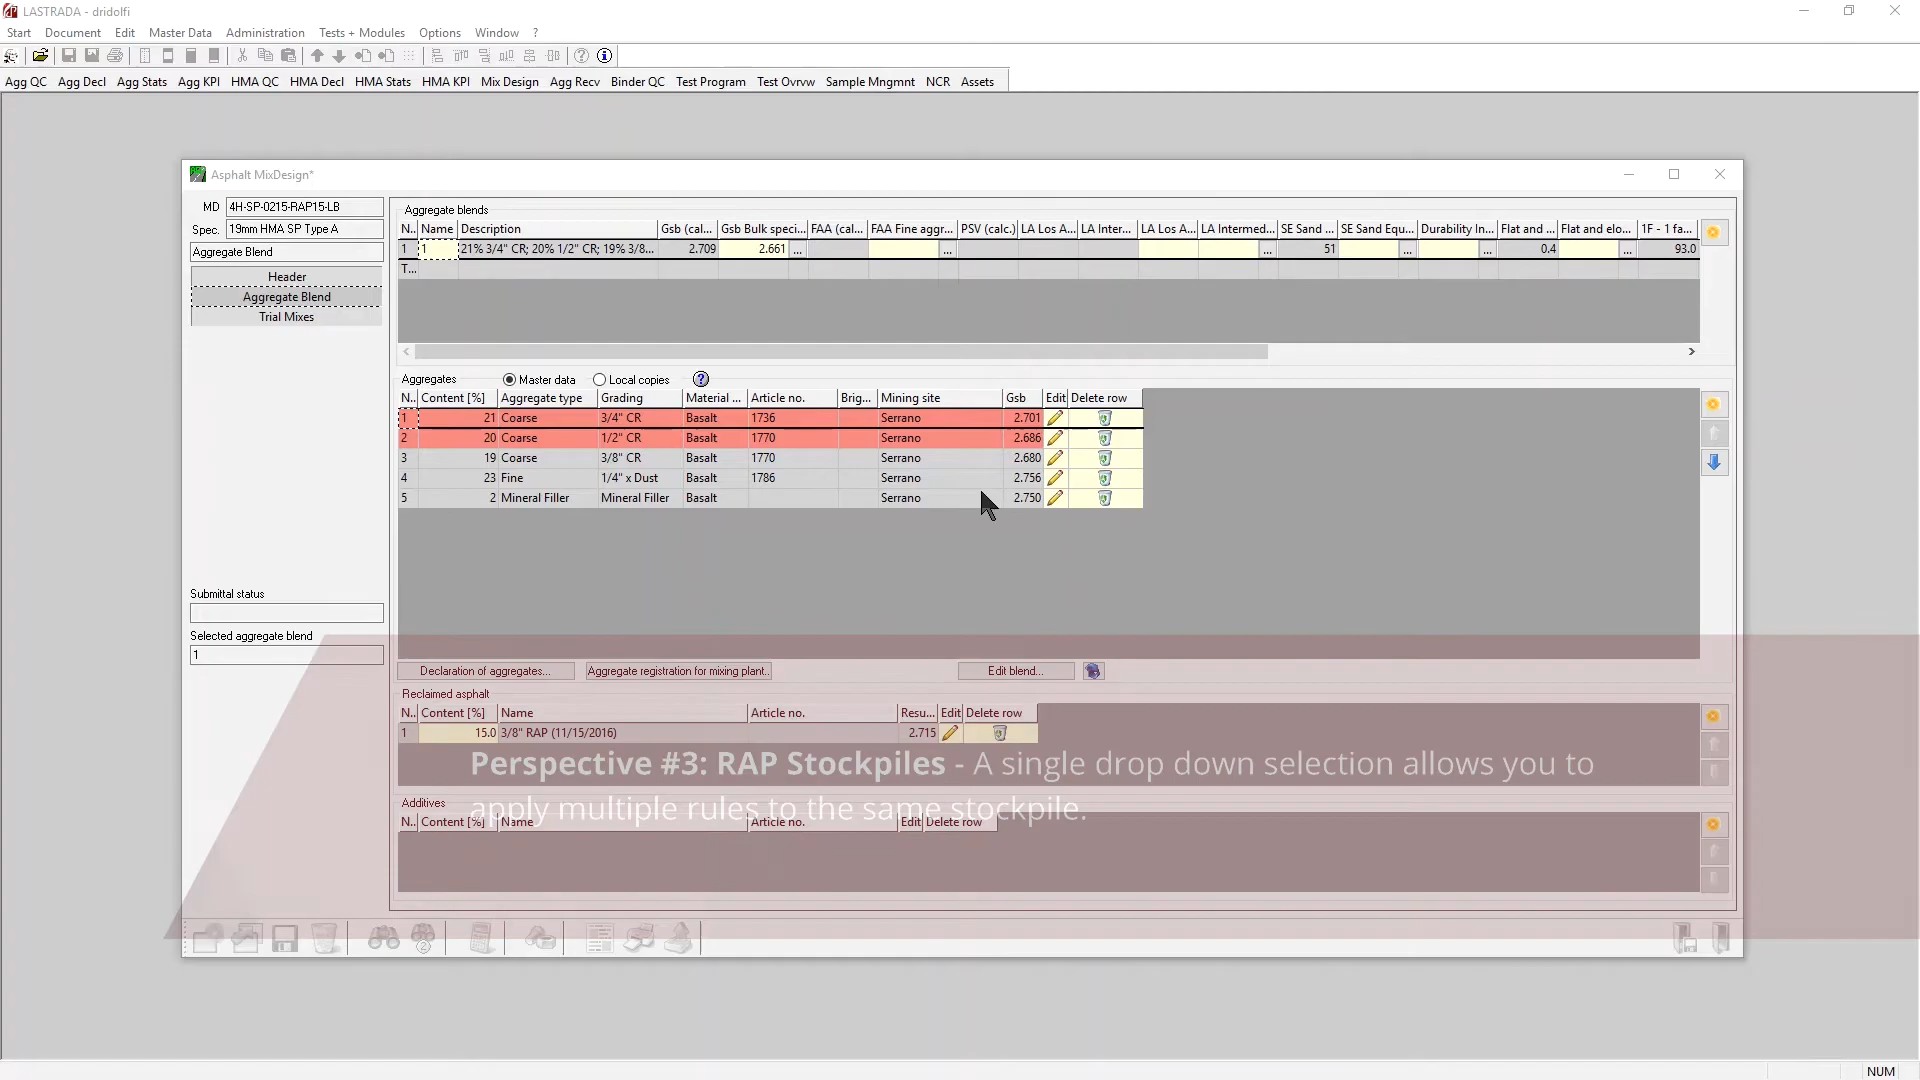 LASTRADA - dridolfi
Start Document Edit Master Data Administration Tests + Modules Options Window ?
Agg QC Agg Decl Agg Stats Agg KPI HMA QC HMA Decl HMA Stats HMA KPI Mix Design Agg Recv Binder QC Test Program Test Ovrvw Sample Mngmnt NCR Assets
Asphalt MixDesign*
MD 4H-SP-0215-RAP15-LB
Spec. 19mm HMA SP Type A
Aggregate Blend
Header
Aggregate Blend
Trial Mixes
Submittal status
Selected aggregate blend
1
Aggregate blends
N.. Name Description Gsb (cal... Gsb Bulk speci... FAA (cal... FAA Fine aggr... PSV (calc.) LA Los A... LA Inter... LA Los A... LA Intermed... SE Sand ... SE Sand Equ... Durability In... Flat and ... Flat and elo... 1F - 1 fa...
1 1 21% 3/4" CR; 20% 1/2" CR; 19% 3/8... 2.709 2.661 ... ... ... 51 ... ... 0.4 ... 93.0
T...
Aggregates Master data Local copies ?
N.. Content [%] Aggregate type Grading Material ... Article no. Brig... Mining site Gsb Edit Delete row
1 21 Coarse 3/4" CR Basalt 1736 Serrano 2.701
2 20 Coarse 1/2" CR Basalt 1770 Serrano 2.686
3 19 Coarse 3/8" CR Basalt 1770 Serrano 2.680
4 23 Fine 1/4" x Dust Basalt 1786 Serrano 2.756
5 2 Mineral Filler Mineral Filler Basalt Serrano 2.750
Declaration of aggregates... Aggregate registration for mixing plant.. Edit blend...
Reclaimed asphalt
N.. Content [%] Name Article no. Resu... Edit Delete row
1 15.0 3/8" RAP (11/15/2016) 2.715
Perspective #3: RAP Stockpiles - A single drop down selection allows you to
apply multiple rules to the same stockpile.
Additives
N.. Content [%] Name Article no. Edit Delete row
2
NUM